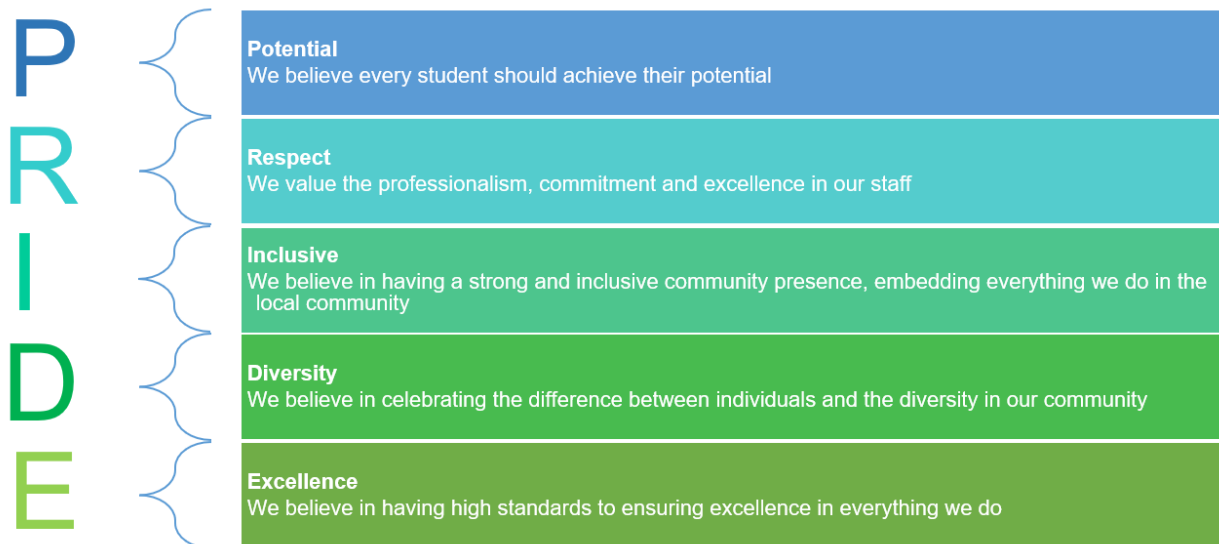 P
Potential
We believe every student should achieve their potential
R
Respect
We value the professionalism, commitment and excellence in our staff
I
Inclusive
We believe in having a strong and inclusive community presence, embedding everything we do in the
local community
D
Diversity
We believe in celebrating the difference between individuals and the diversity in our community
E
Excellence
We believe in having high standards to ensuring excellence in everything we do